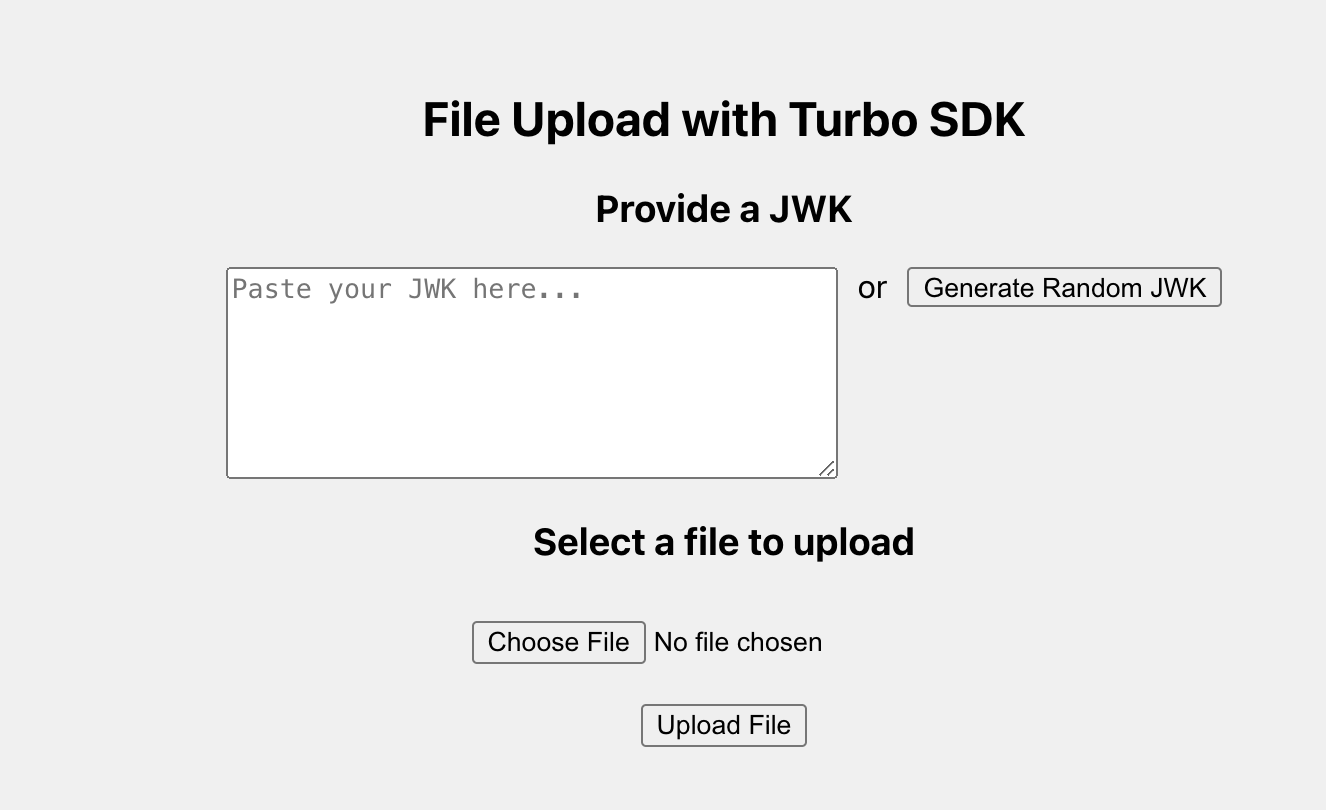 File Upload with Turbo SDK
Provide a JWK
Paste your JWK here... or Generate Random JWK
Select a file to upload
Choose File No file chosen
Upload File